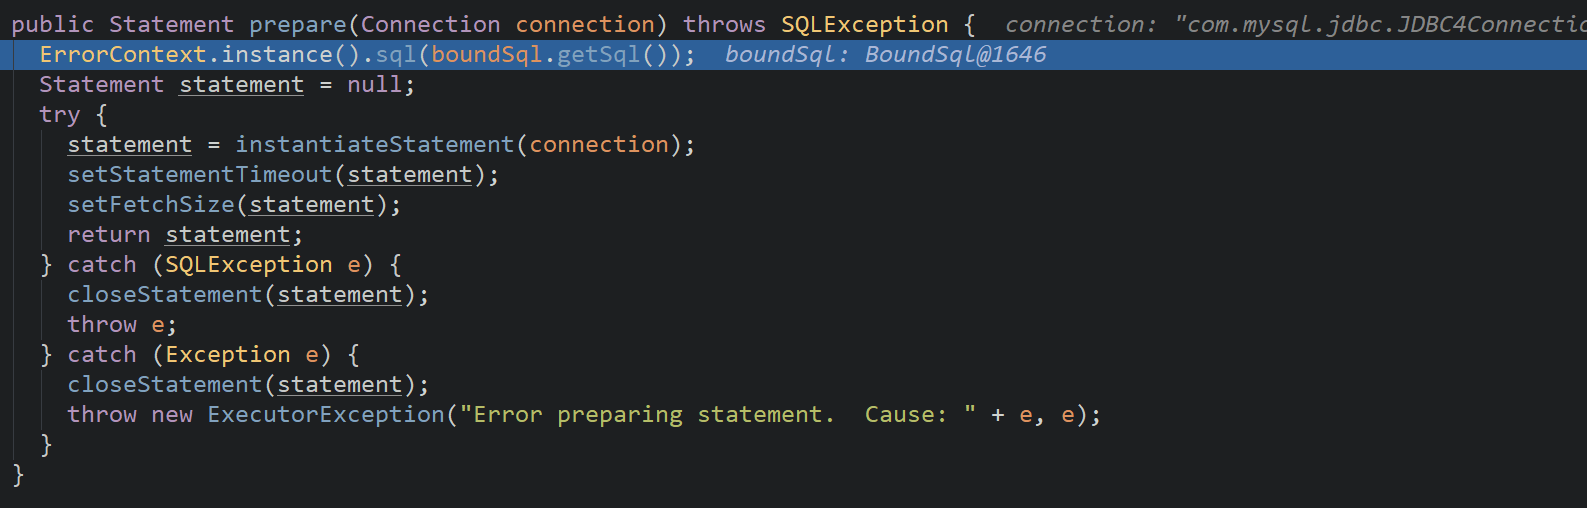 public Statement prepare(Connection connection) throws SQLException {  connection: "com.mysql.jdbc.JDBC4Connectio
  ErrorContext.instance().sql(boundSql.getSql());  boundSql: BoundSql@1646
  Statement statement = null;
  try {
    statement = instantiateStatement(connection);
    setStatementTimeout(statement);
    setFetchSize(statement);
    return statement;
  } catch (SQLException e) {
    closeStatement(statement);
    throw e;
  } catch (Exception e) {
    closeStatement(statement);
    throw new ExecutorException("Error preparing statement.  Cause: " + e, e);
  }
}